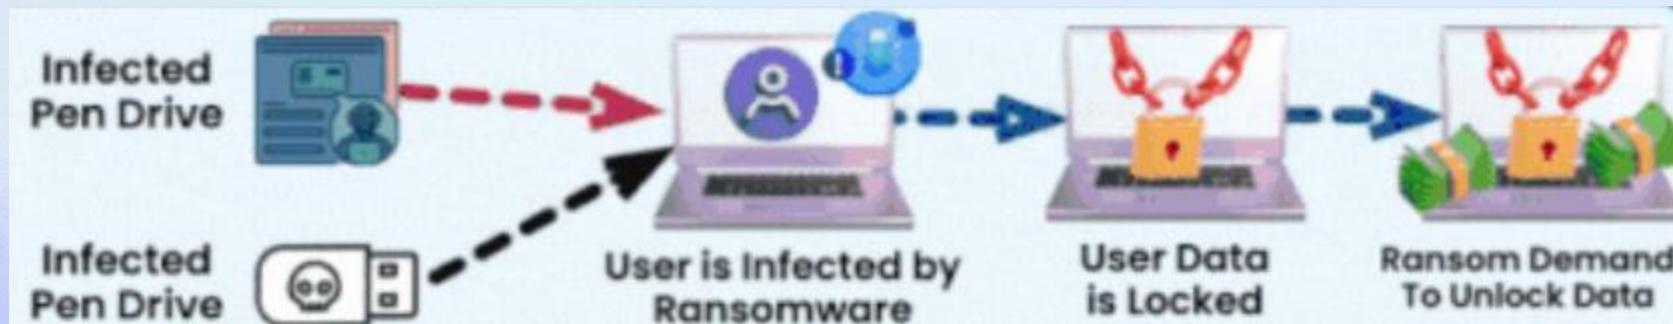 Infected
Pen Drive
Infected
Pen Drive
User is Infected by
Ransomware
User Data
is Locked
Ransom Demand
To Unlock Data